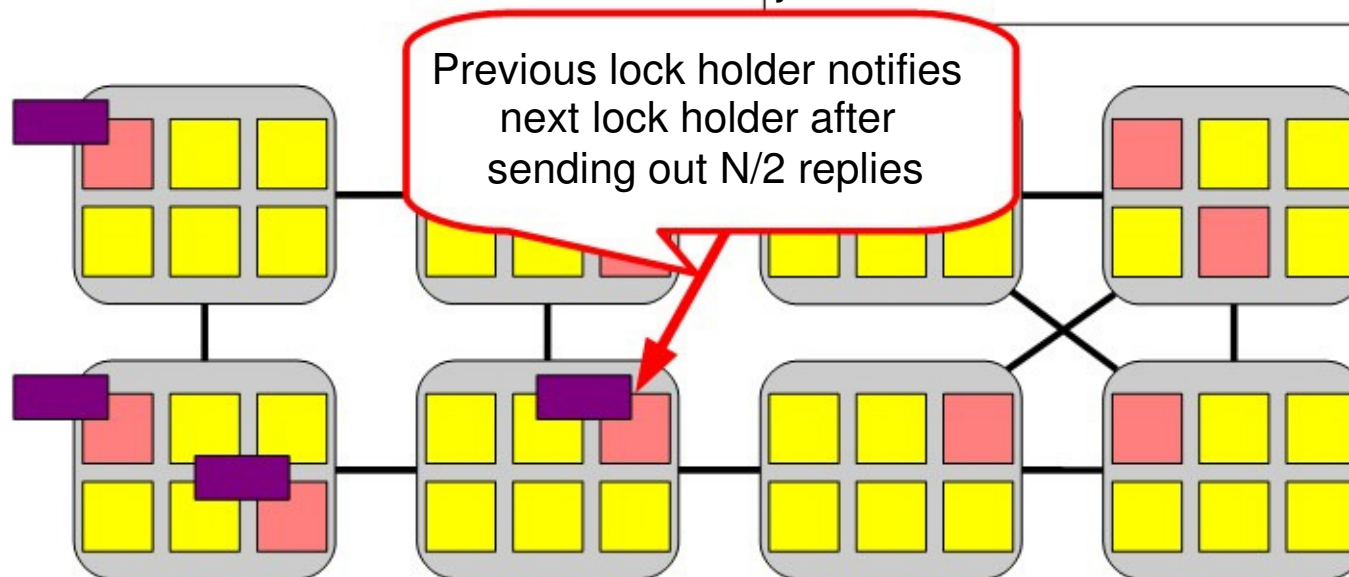 Previous lock holder notifies
next lock holder after
sending out N/2 replies